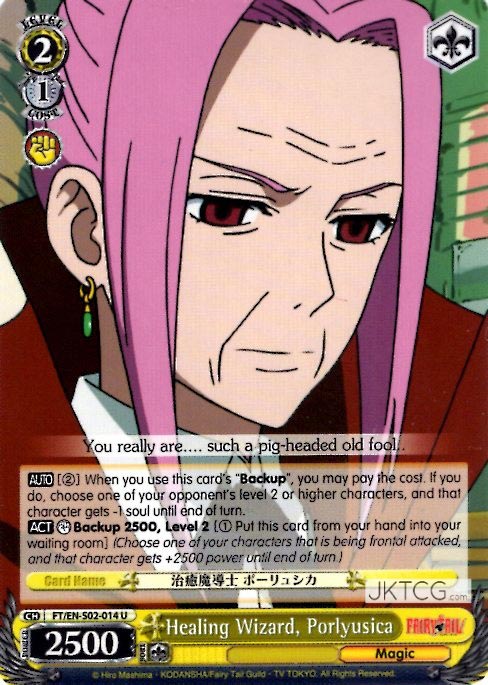 LEVEL
2
1
COST
You really are.... such a pig-headed old fool..
AUTO [②] When you use this card's "Backup", you may pay the cost. If you
do, choose one of your opponent's level 2 or higher characters, and that
character gets -1 soul until end of turn.
ACT Backup 2500, Level 2 [① Put this card from your hand into your
waiting room] (Choose one of your characters that is being frontal attacked,
and that character gets +2500 power until end of turn.)
Card Name 治癒魔導士 ポーリュシカ
JKTCG.com
CH FT/EN-S02-014 U
POWER 2500 SOUL
Healing Wizard, Porlyusica
FAIRY TAIL
Magic
© Hiro Mashima・KODANSHA/Fairy Tail Guild・TV TOKYO. All Rights Reserved.